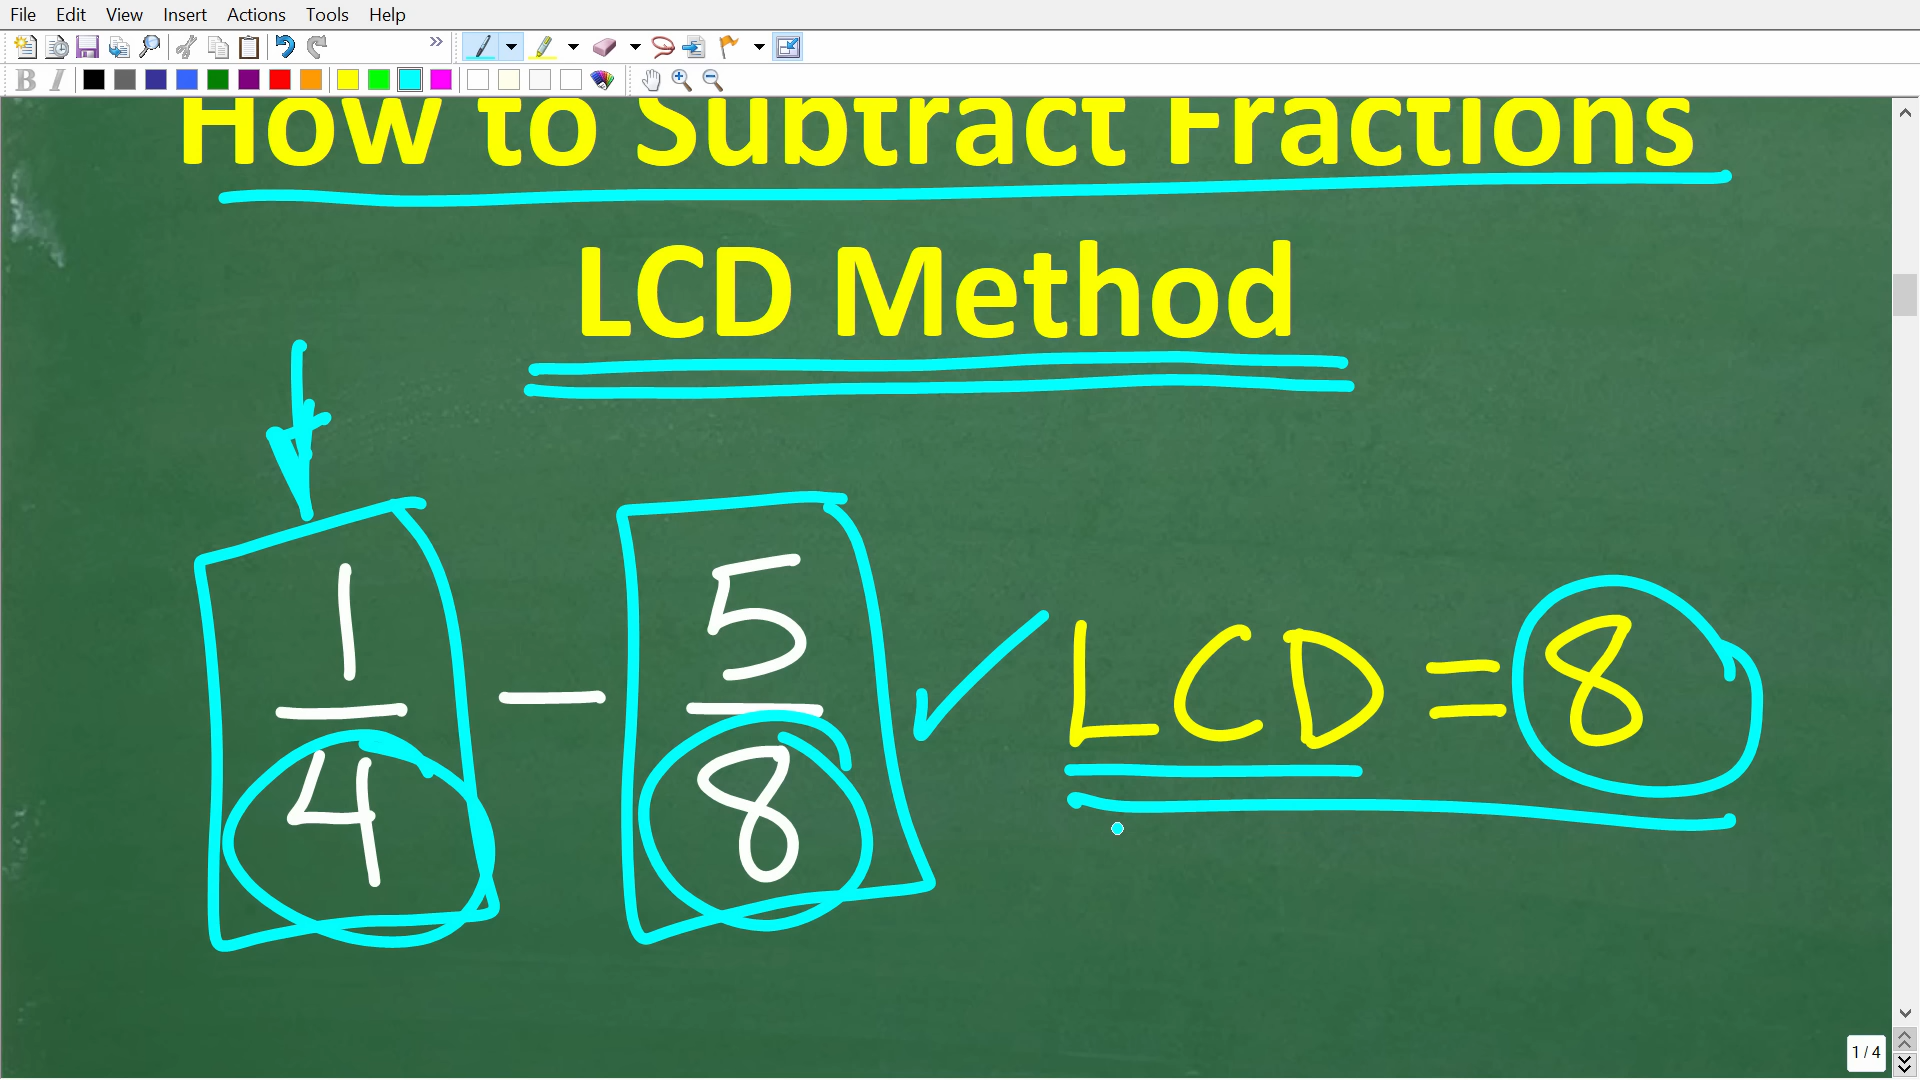 File Edit View Insert Actions Tools Help
B I
How to Subtract Fractions
LCD Method
1/4 − 5/8 LCD = 8
1 / 4